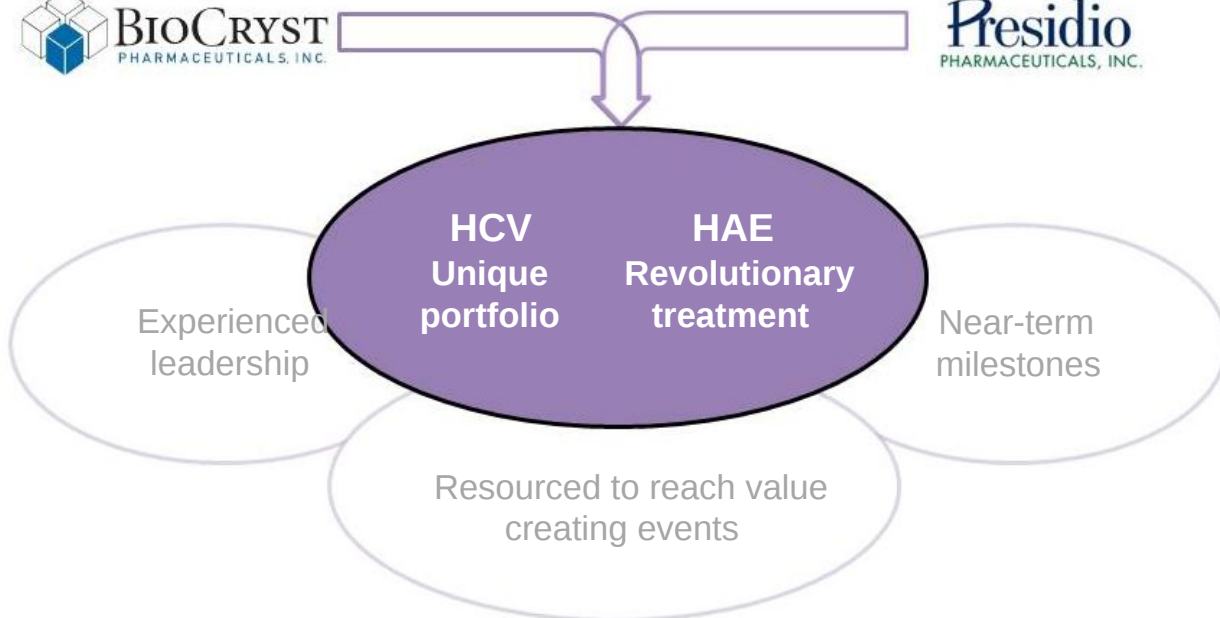 BIOCRYST
PHARMACEUTICALS, INC.
Presidio
PHARMACEUTICALS, INC.
HCV
Unique
portfolio
HAE
Revolutionary
treatment
Experienced
leadership
Near-term
milestones
Resourced to reach value
creating events